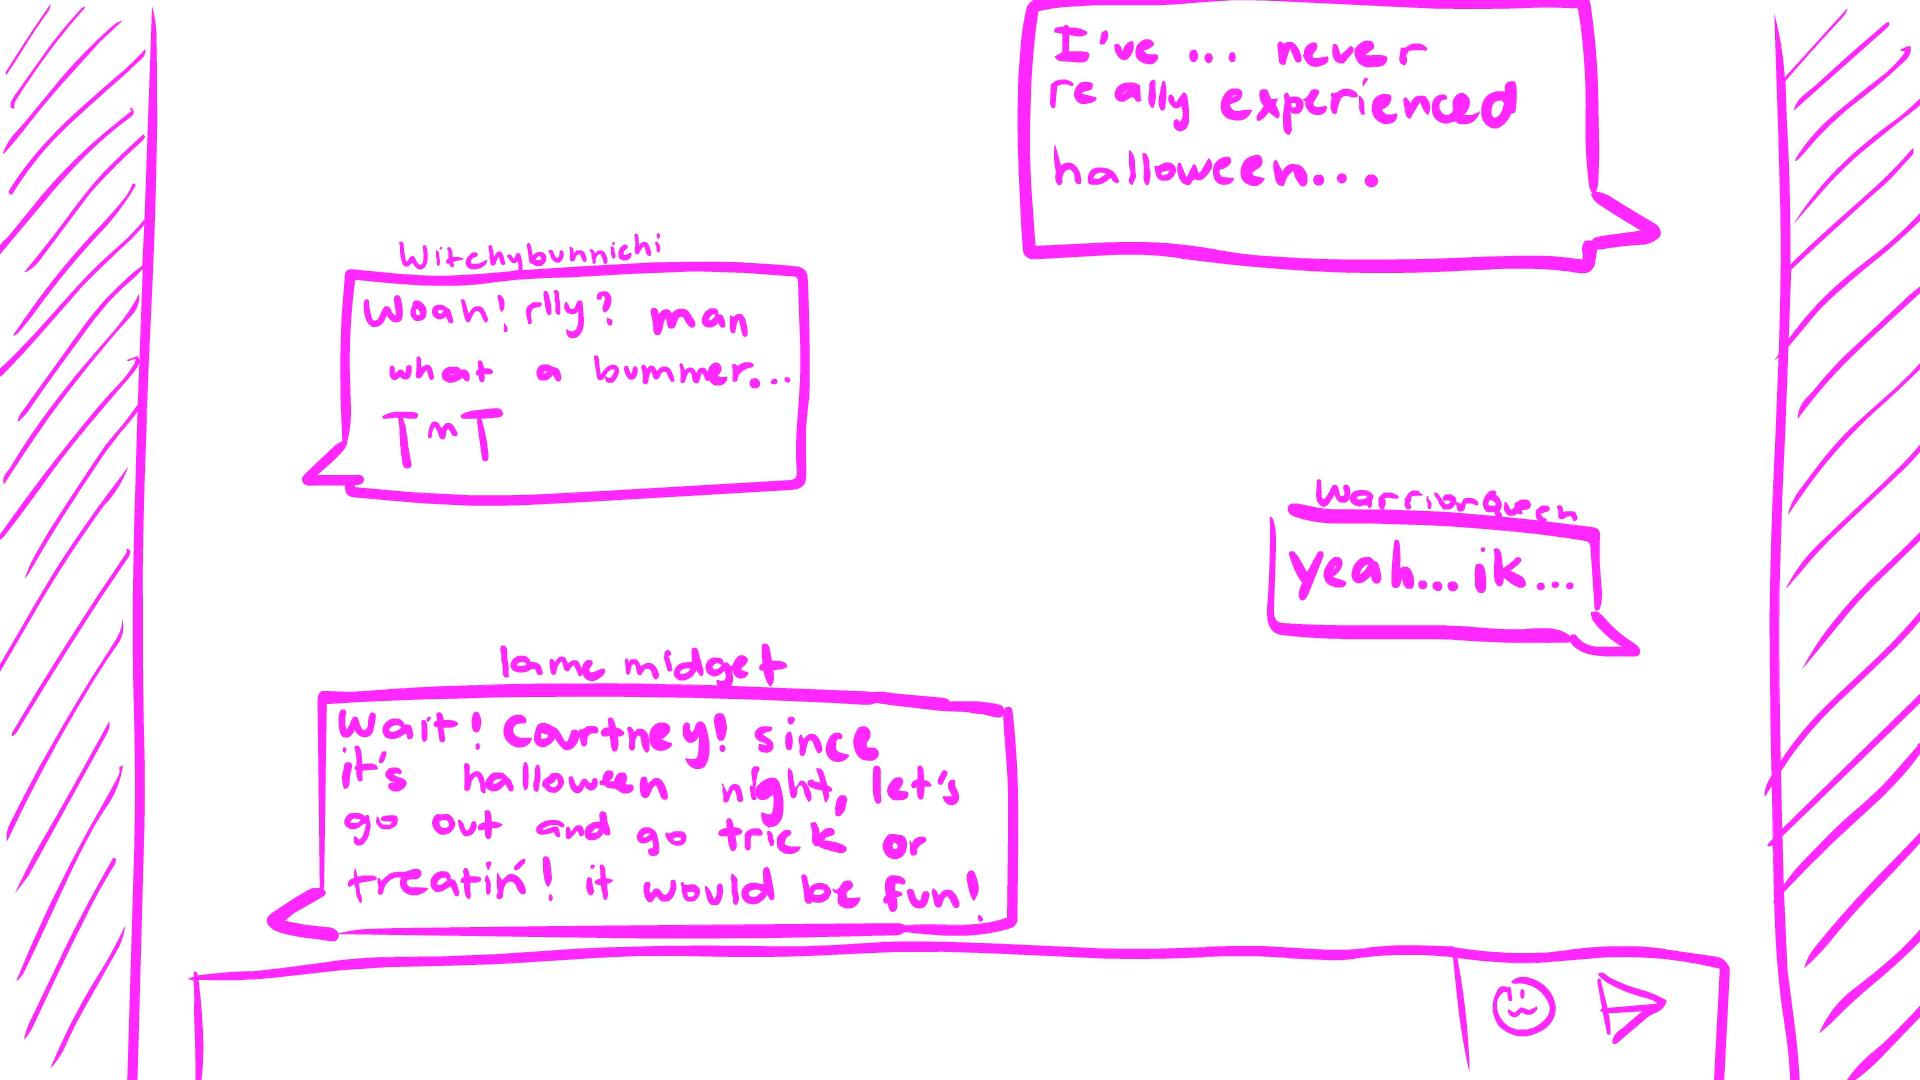 I've ... never
really experienced
halloween...
Witchybunnichi
Woah! rlly? man
what a bummer...
TmT
WarriorQueen
yeah...ik...
lame midget
Wait! Courtney! since
it's halloween night, let's
go out and go trick or
treatin'! it would be fun!